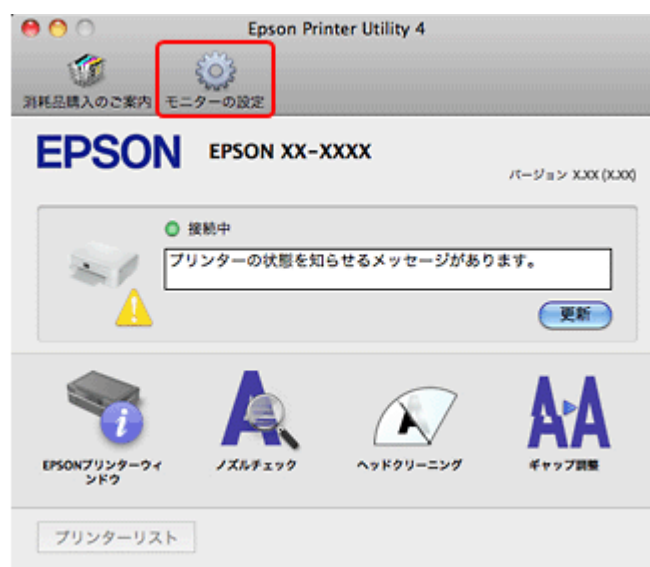 Epson Printer Utility 4
消耗品購入のご案内 モニターの設定
EPSON EPSON XX-XXXX
バージョン X.XX (X.XX)
接続中
プリンターの状態を知らせるメッセージがあります。
更新
EPSONプリンターウィ
ンドウ
ノズルチェック
ヘッドクリーニング
ギャップ調整
プリンターリスト